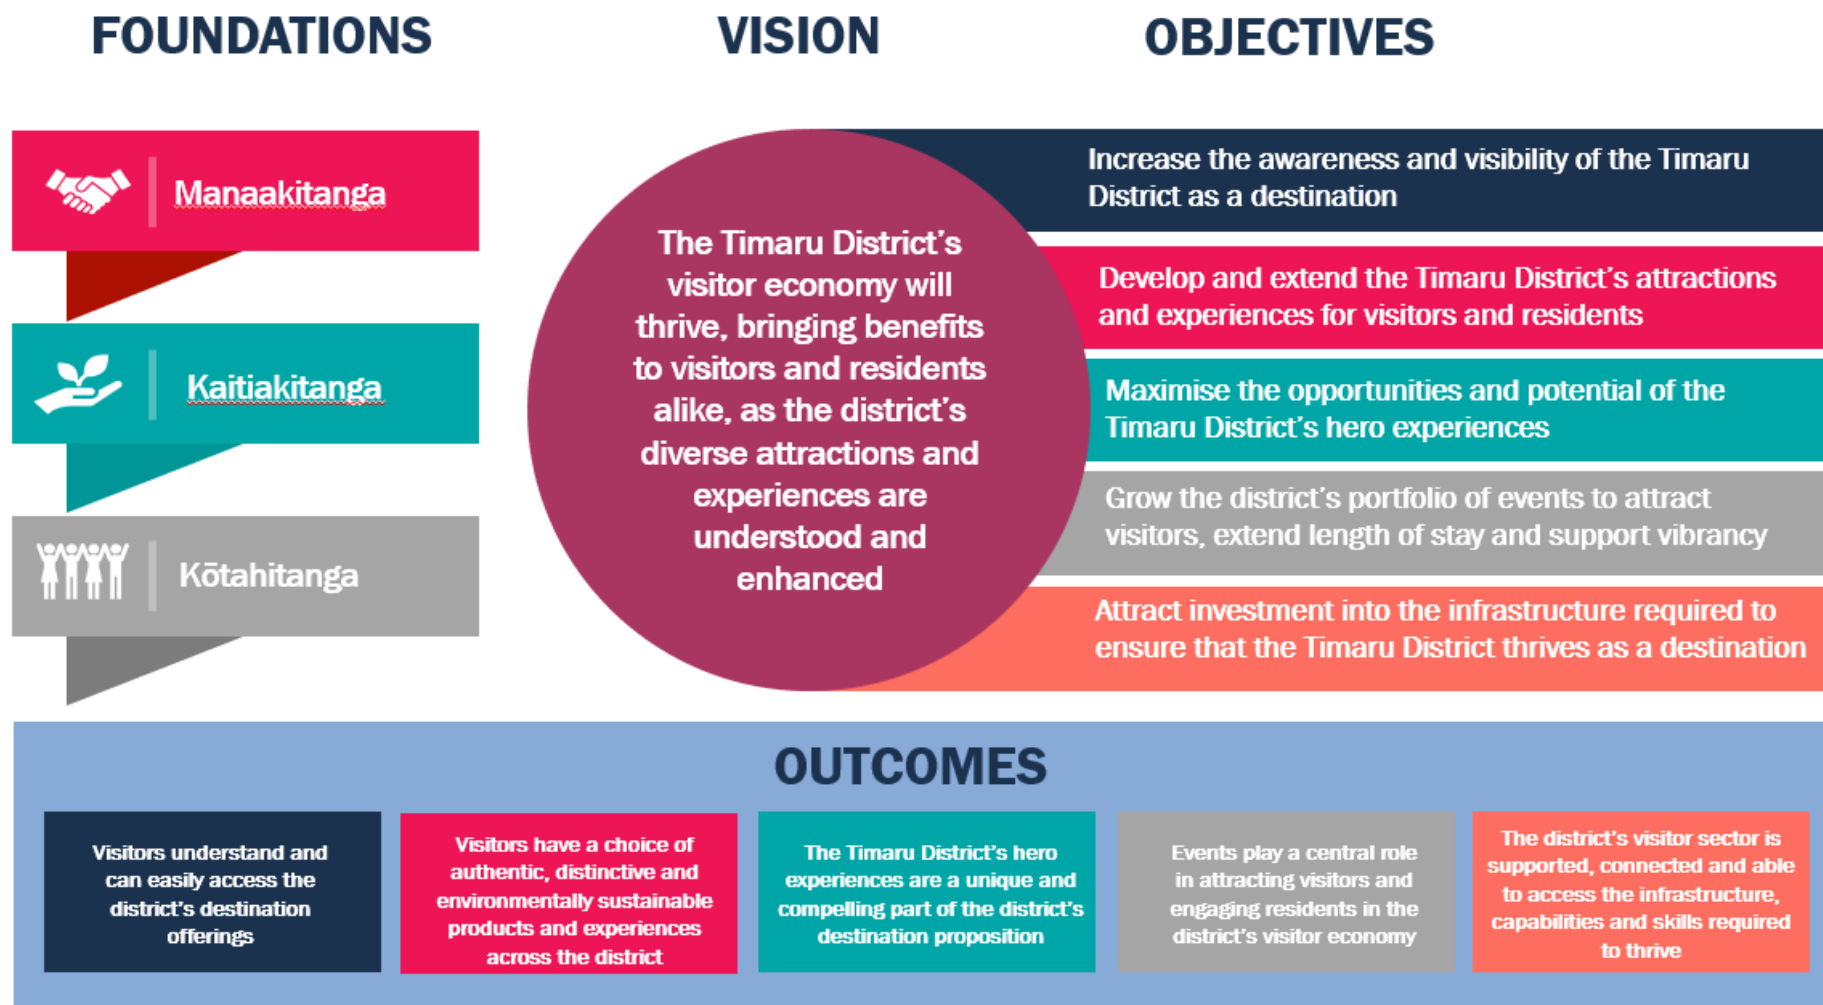 FOUNDATIONS
VISION
OBJECTIVES
Manaakitanga
Kaitiakitanga
Kōtahitanga
The Timaru District's
visitor economy will
thrive, bringing benefits
to visitors and residents
alike, as the district's
diverse attractions and
experiences are
understood and
enhanced
Increase the awareness and visibility of the Timaru
District as a destination
Develop and extend the Timaru District's attractions
and experiences for visitors and residents
Maximise the opportunities and potential of the
Timaru District's hero experiences
Grow the district's portfolio of events to attract
visitors, extend length of stay and support vibrancy
Attract investment into the infrastructure required to
ensure that the Timaru District thrives as a destination
OUTCOMES
Visitors understand and
can easily access the
district's destination
offerings
Visitors have a choice of
authentic, distinctive and
environmentally sustainable
products and experiences
across the district
The Timaru District's hero
experiences are a unique and
compelling part of the district's
destination proposition
Events play a central role
in attracting visitors and
engaging residents in the
district's visitor economy
The district's visitor sector is
supported, connected and able
to access the infrastructure,
capabilities and skills required
to thrive